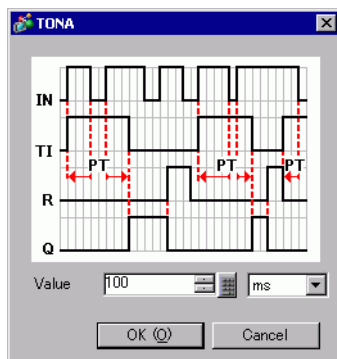 TONA
IN
TI
PT PT PT
R
Q
Value 100 ms
OK (O) Cancel